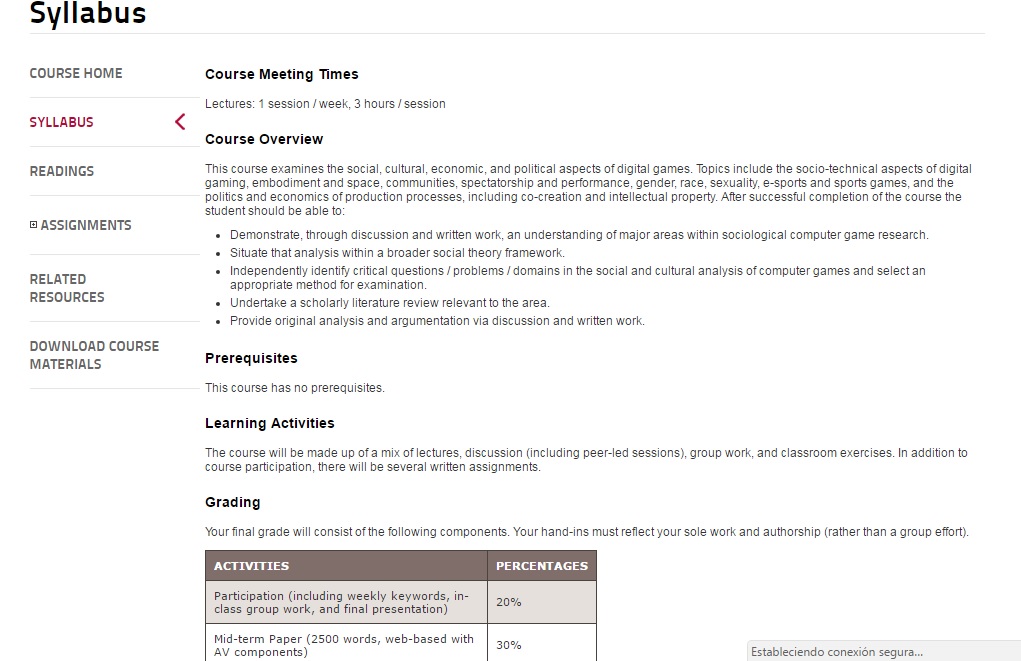 Syllabus
COURSE HOME
SYLLABUS
READINGS
ASSIGNMENTS
RELATED
RESOURCES
DOWNLOAD COURSE
MATERIALS
Course Meeting Times
Lectures: 1 session / week, 3 hours / session
Course Overview
This course examines the social, cultural, economic, and political aspects of digital games. Topics include the socio-technical aspects of digital
gaming, embodiment and space, communities, spectatorship and performance, gender, race, sexuality, e-sports and sports games, and the
politics and economics of production processes, including co-creation and intellectual property. After successful completion of the course the
student should be able to:
• Demonstrate, through discussion and written work, an understanding of major areas within sociological computer game research.
• Situate that analysis within a broader social theory framework.
• Independently identify critical questions / problems / domains in the social and cultural analysis of computer games and select an
appropriate method for examination.
• Undertake a scholarly literature review relevant to the area.
• Provide original analysis and argumentation via discussion and written work.
Prerequisites
This course has no prerequisites.
Learning Activities
The course will be made up of a mix of lectures, discussion (including peer-led sessions), group work, and classroom exercises. In addition to
course participation, there will be several written assignments.
Grading
Your final grade will consist of the following components. Your hand-ins must reflect your sole work and authorship (rather than a group effort).
ACTIVITIES PERCENTAGES
Participation (including weekly keywords, in-
class group work, and final presentation)
20%
Mid-term Paper (2500 words, web-based with
AV components)
30%
Estableciendo conexión segura...